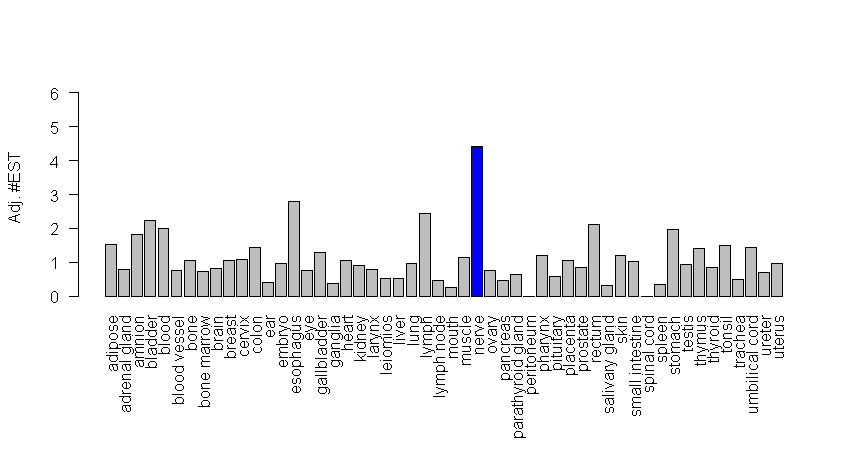 6
5
4
3
2
1
0
Adj. #EST
adipose
adrenal gland
amnion
bladder
blood
blood vessel
bone
bone marrow
brain
breast
cervix
colon
ear
embryo
esophagus
eye
gallbladder
ganglia
heart
kidney
larynx
leiomios
liver
lung
lymph
lymph node
mouth
muscle
nerve
ovary
pancreas
parathyroid gland
peritoneum
pharynx
pituitary
placenta
prostate
rectum
salivary gland
skin
small intestine
spinal cord
spleen
stomach
testis
thymus
thyroid
tonsil
trachea
umbilical cord
ureter
uterus